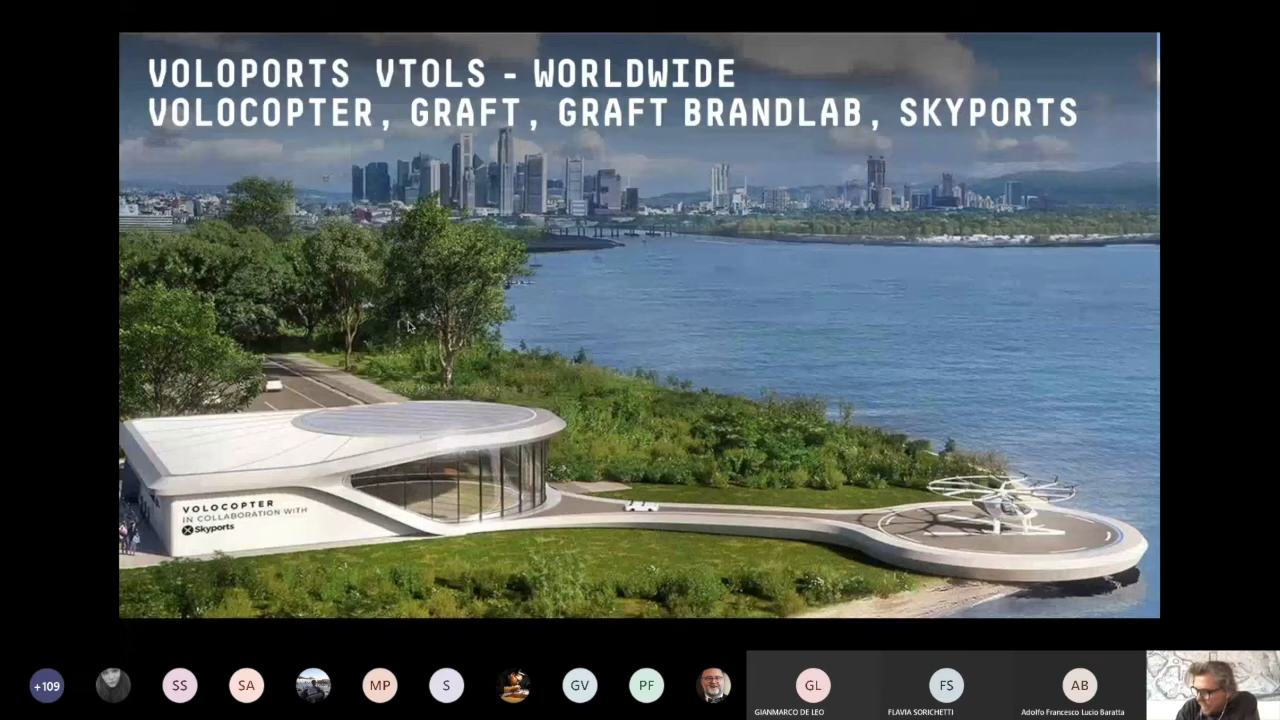 VOLOPORTS VTOLS - WORLDWIDE
VOLOCOPTER, GRAFT, GRAFT BRANDLAB, SKYPORTS
VOLOCOPTER
IN COLLABORATION WITH
Skyports
+109
SS
SA
MP
S
GV
PF
GL
FS
AB
GIANMARCO DE LEO
FLAVIA SORICHETTI
Adolfo Francesco Lucio Baratta